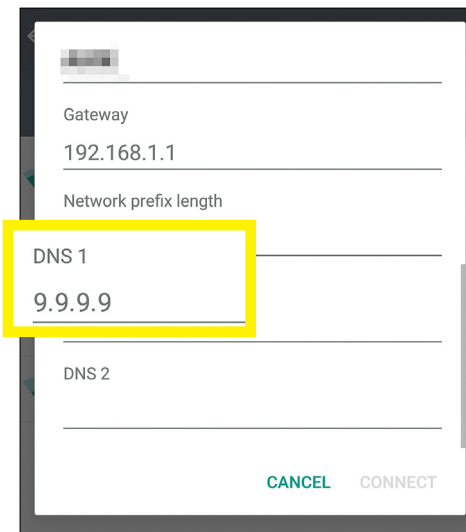 Gateway
192.168.1.1
Network prefix length
DNS 1
9.9.9.9
DNS 2
CANCEL CONNECT